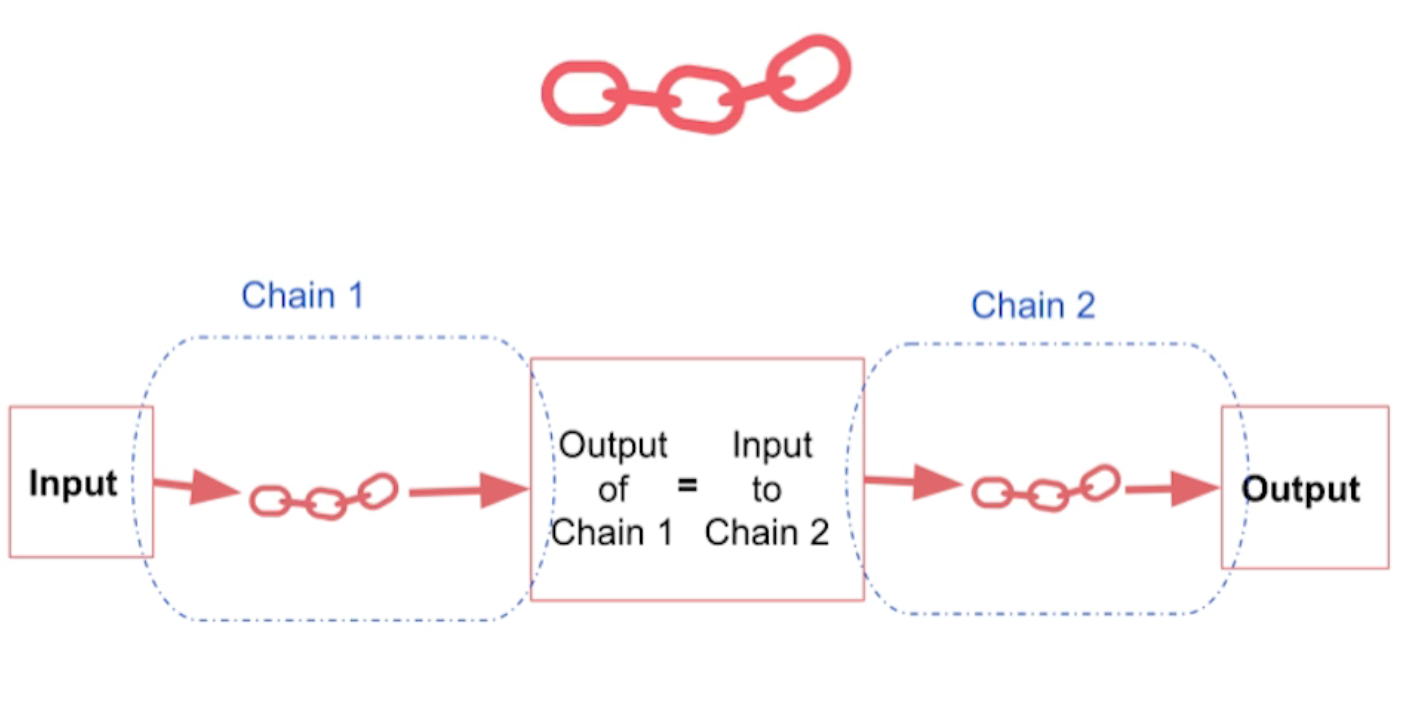 Chain 1
Chain 2
Input
Output of Chain 1
=
Input to Chain 2
Output